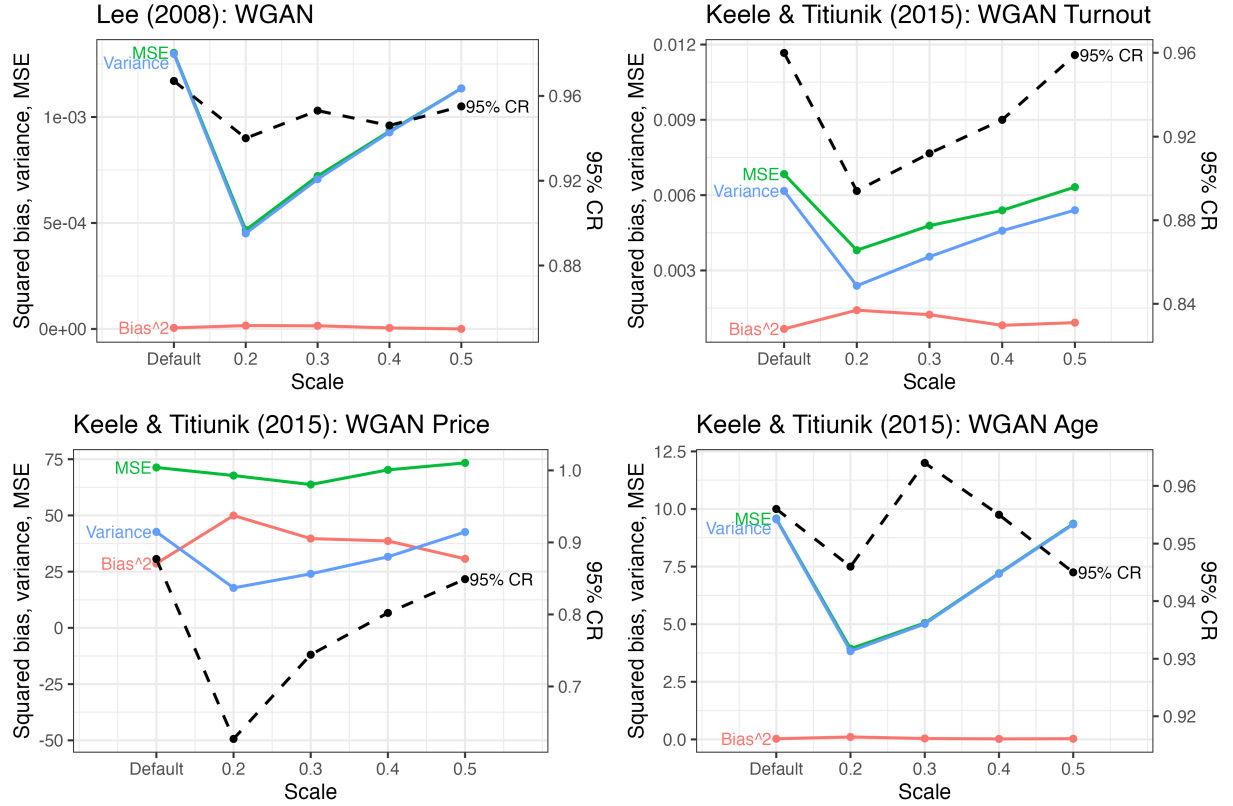 Lee (2008): WGAN
MSE
Variance
95% CR
Bias^2
1e-03
5e-04
0e+00
0.96
0.92
0.88
Default 0.2 0.3 0.4 0.5
Scale
Squared bias, variance, MSE
95% CR
Keele & Titiunik (2015): WGAN Turnout
95% CR
MSE
Variance
Bias^2
0.012
0.009
0.006
0.003
0.96
0.92
0.88
0.84
Default 0.2 0.3 0.4 0.5
Scale
Squared bias, variance, MSE
95% CR
Keele & Titiunik (2015): WGAN Price
MSE
Variance
Bias^2
95% CR
75
50
25
0
-25
-50
1.0
0.9
0.8
0.7
Default 0.2 0.3 0.4 0.5
Scale
Squared bias, variance, MSE
95% CR
Keele & Titiunik (2015): WGAN Age
MSE
Variance
95% CR
Bias^2
12.5
10.0
7.5
5.0
2.5
0.0
0.96
0.95
0.94
0.93
0.92
Default 0.2 0.3 0.4 0.5
Scale
Squared bias, variance, MSE
95% CR